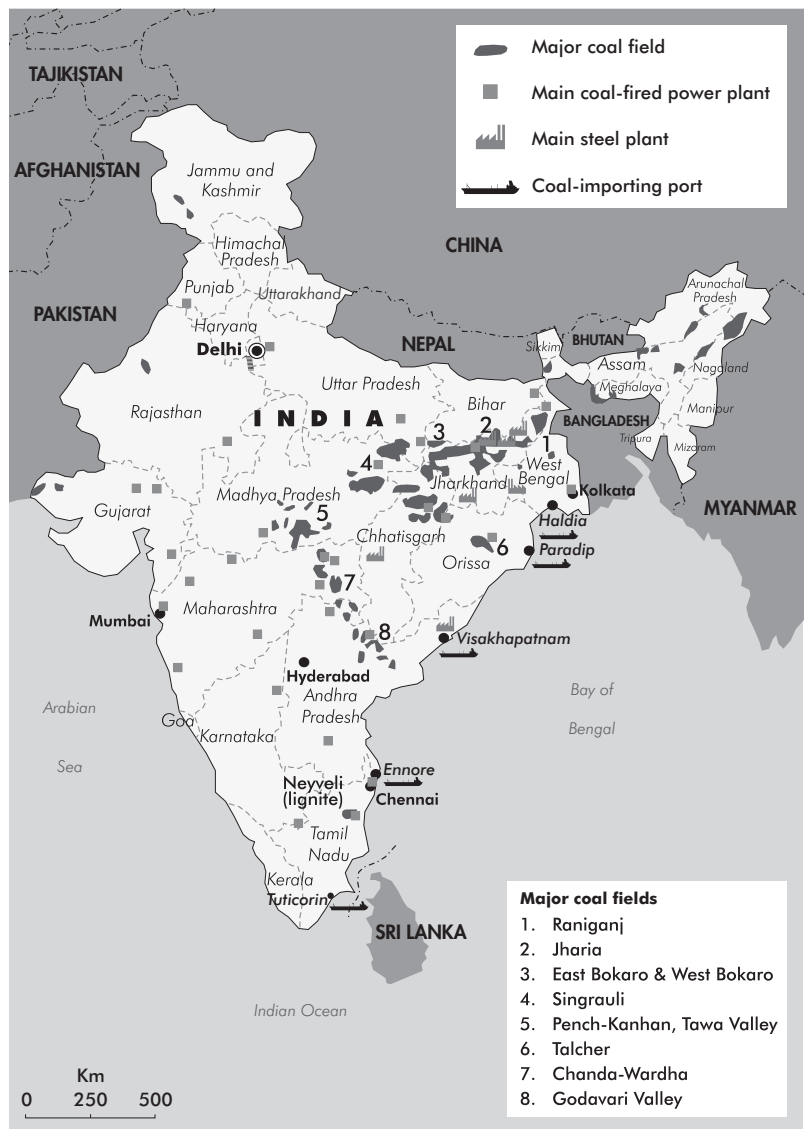 Major coal field
Main coal-fired power plant
Main steel plant
Coal-importing port
TAJIKISTAN
AFGHANISTAN
Jammu and
Kashmir
CHINA
Himachal
Pradesh
Punjab
Uttarakhand
PAKISTAN
Haryana
Delhi
NEPAL
Arunachal
Pradesh
Sikkim
BHUTAN
Assam
Nagaland
Meghalaya
Uttar Pradesh
Bihar
Rajasthan
INDIA
BANGLADESH
Manipur
Tripura
Mizoram
3
2
1
4
West
Bengal
Jharkhand
Kolkata
Madhya Pradesh
MYANMAR
Gujarat
5
Haldia
Chhatisgarh
6
Paradip
Orissa
7
Maharashtra
Mumbai
8
Visakhapatnam
Hyderabad
Andhra
Pradesh
Bay of
Bengal
Arabian
Sea
Goa
Karnataka
Ennore
Chennai
Neyveli
(lignite)
Tamil
Nadu
Kerala
Tuticorin
SRI LANKA
Indian Ocean
Major coal fields
1. Raniganj
2. Jharia
3. East Bokaro & West Bokaro
4. Singrauli
5. Pench-Kanhan, Tawa Valley
6. Talcher
7. Chanda-Wardha
8. Godavari Valley
Km
0 250 500